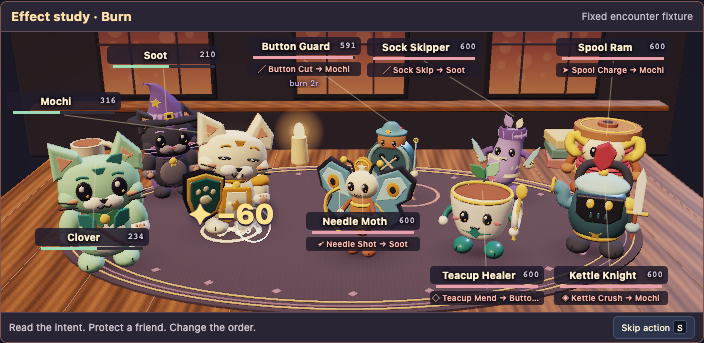 Effect study · Burn
Fixed encounter fixture
Soot 210
Button Guard 591
Sock Skipper 600
Spool Ram 600
Button Cut → Mochi
Sock Skip → Soot
Spool Charge → Mochi
burn 2r
Mochi 316
-60
Needle Moth 600
Needle Shot → Soot
Clover 234
Teacup Healer 600
Kettle Knight 600
Teacup Mend → Butto...
Kettle Crush → Mochi
Read the intent. Protect a friend. Change the order.
Skip action S